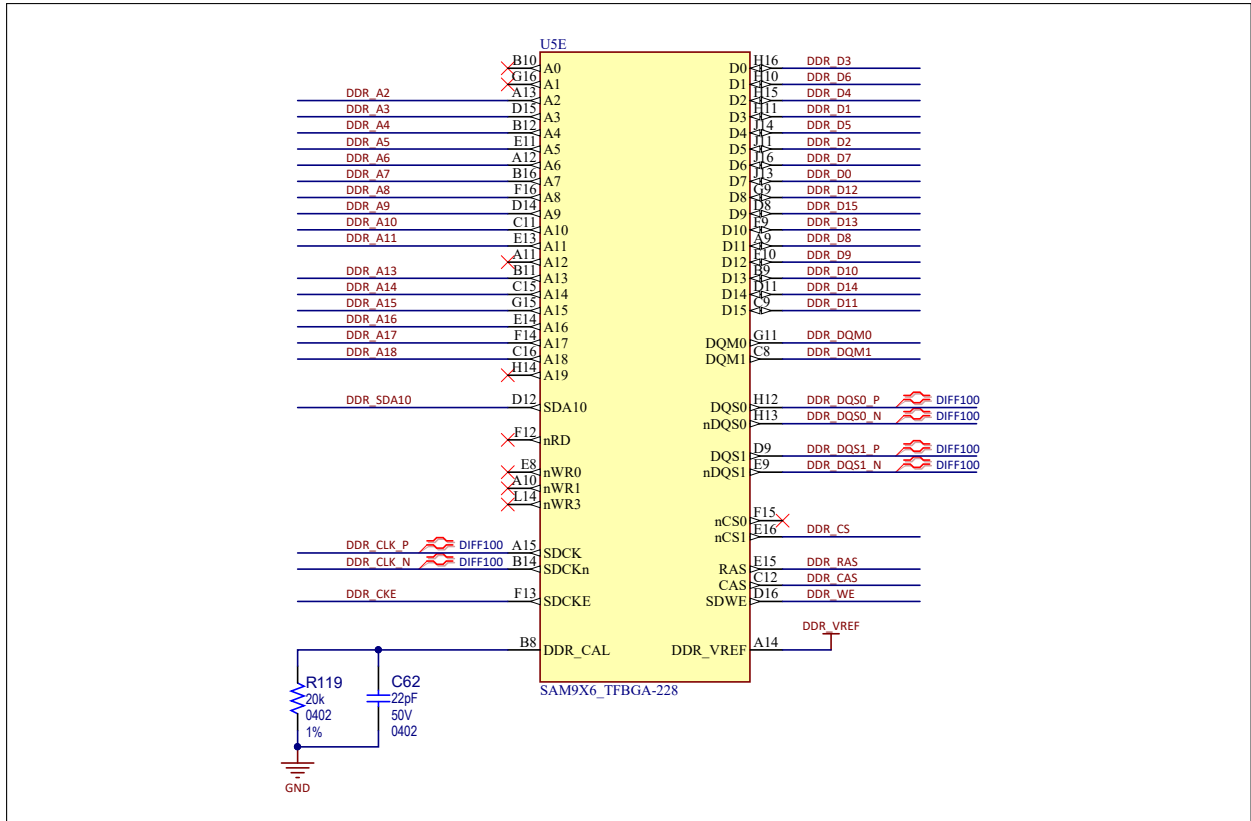 U5E
B10 A0 D0 H16 DDR_D3
G16 A1 D1 H10 DDR_D6
DDR_A2 A13 A2 D2 H15 DDR_D4
DDR_A3 D15 A3 D3 H11 DDR_D1
DDR_A4 B12 A4 D4 J14 DDR_D5
DDR_A5 E11 A5 D5 J11 DDR_D2
DDR_A6 A12 A6 D6 J16 DDR_D7
DDR_A7 B16 A7 D7 J13 DDR_D0
DDR_A8 F16 A8 D8 G9 DDR_D12
DDR_A9 D14 A9 D9 D8 DDR_D15
DDR_A10 C11 A10 D10 F9 DDR_D13
DDR_A11 E13 A11 D11 A9 DDR_D8
A11 A12 D12 F10 DDR_D9
DDR_A13 B11 A13 D13 B9 DDR_D10
DDR_A14 C15 A14 D14 D11 DDR_D14
DDR_A15 G15 A15 D15 C9 DDR_D11
DDR_A16 E14 A16
DDR_A17 F14 A17 DQM0 G11 DDR_DQM0
DDR_A18 C16 A18 DQM1 C8 DDR_DQM1
H14 A19
DDR_SDA10 D12 SDA10 DQS0 H12 DDR_DQS0_P DIFF100
nDQS0 H13 DDR_DQS0_N DIFF100
F12 nRD
DQS1 D9 DDR_DQS1_P DIFF100
E8 nWR0 nDQS1 E9 DDR_DQS1_N DIFF100
A10 nWR1
L14 nWR3
nCS0 F15
nCS1 E16 DDR_CS
DDR_CLK_P DIFF100 A15 SDCK
DDR_CLK_N DIFF100 B14 SDCKn RAS E15 DDR_RAS
CAS C12 DDR_CAS
DDR_CKE F13 SDCKE SDWE D16 DDR_WE
DDR_VREF
B8 DDR_CAL DDR_VREF A14
SAM9X6_TFBGA-228
R119 C62
20k 22pF
0402 50V
1% 0402
GND